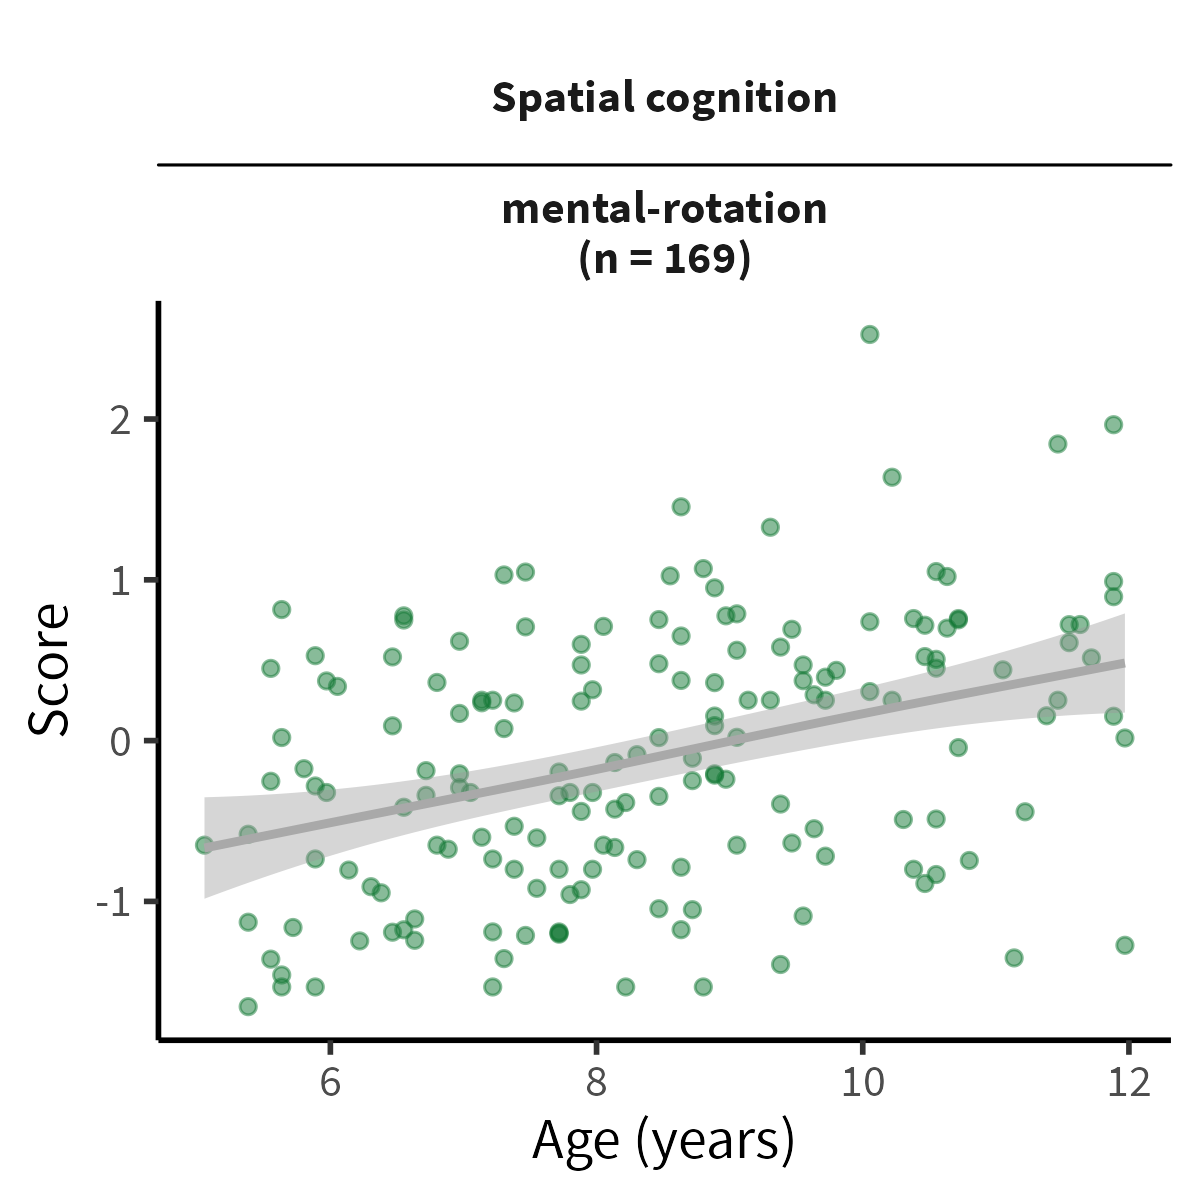 Spatial cognition
mental-rotation
(n = 169)
Score
2
1
0
-1
6
8
10
12
Age (years)